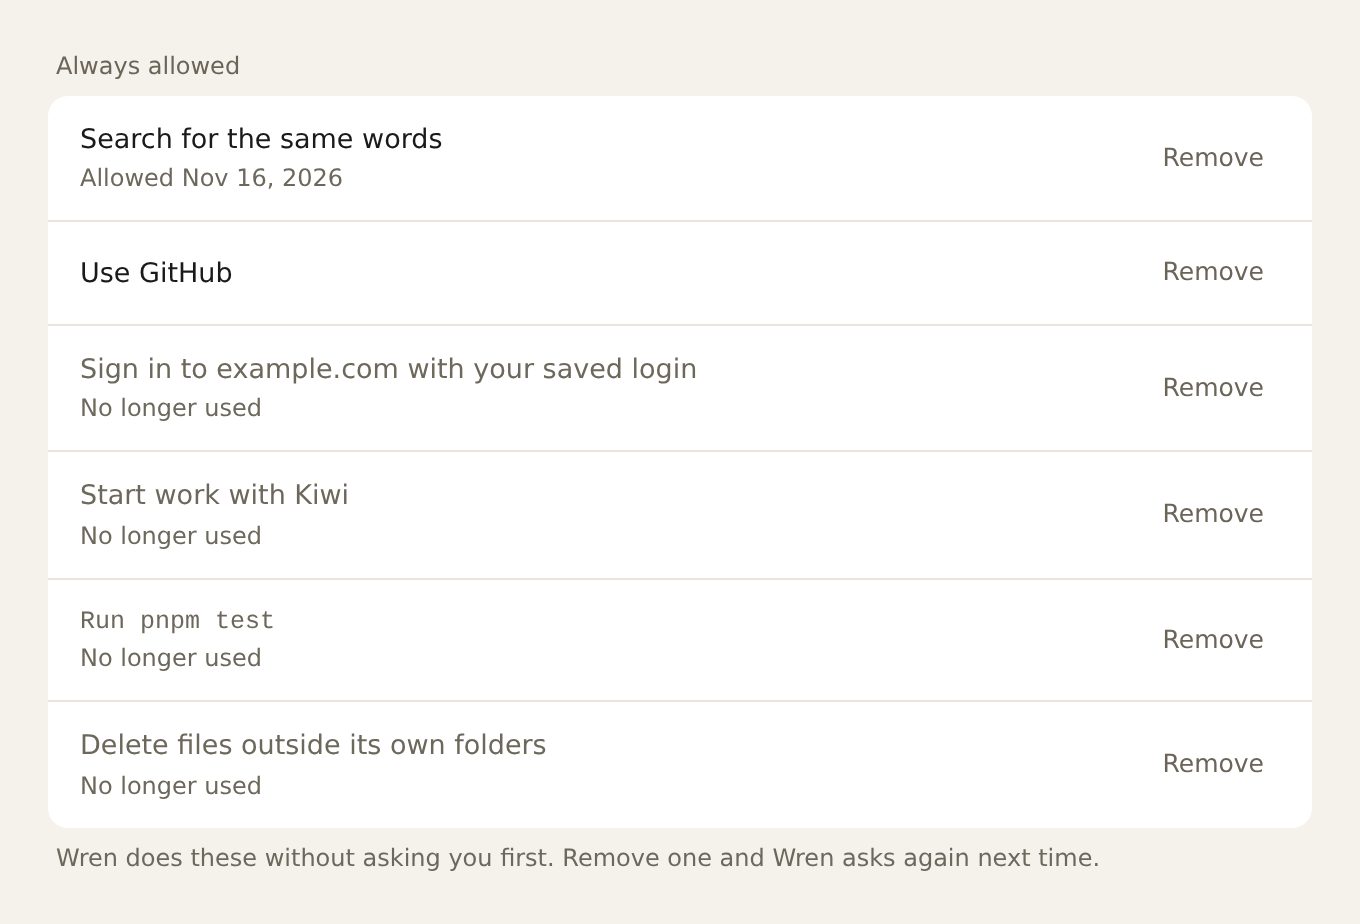 Always allowed
Search for the same words
Allowed Nov 16, 2026
Remove
Use GitHub
Remove
Sign in to example.com with your saved login
No longer used
Remove
Start work with Kiwi
No longer used
Remove
Run pnpm test
No longer used
Remove
Delete files outside its own folders
No longer used
Remove
Wren does these without asking you first. Remove one and Wren asks again next time.